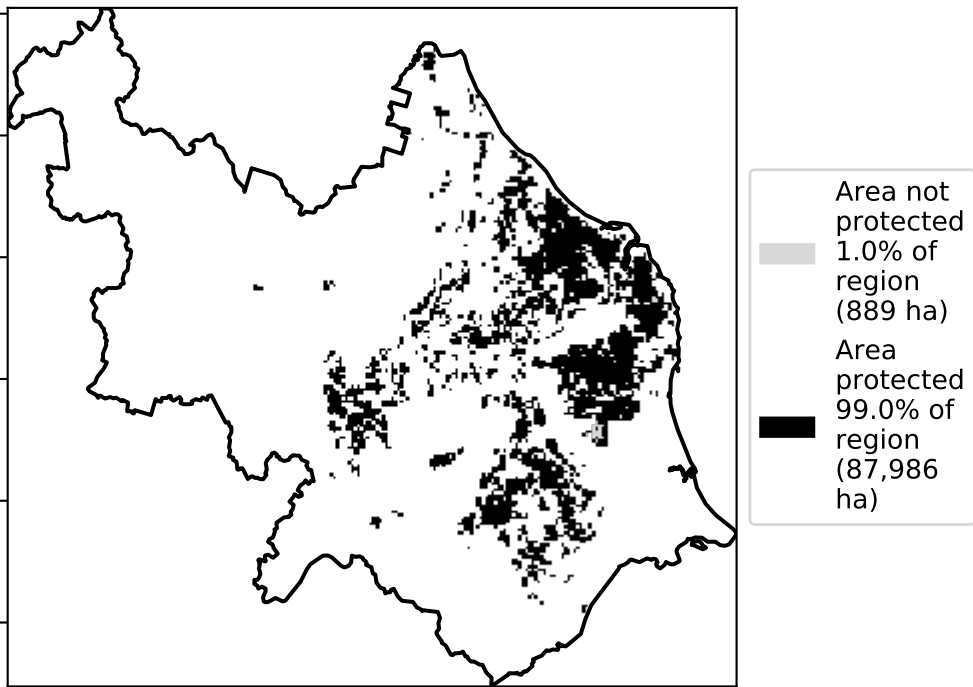 Area not
protected
1.0% of
region
(889 ha)
Area
protected
99.0% of
region
(87,986
ha)